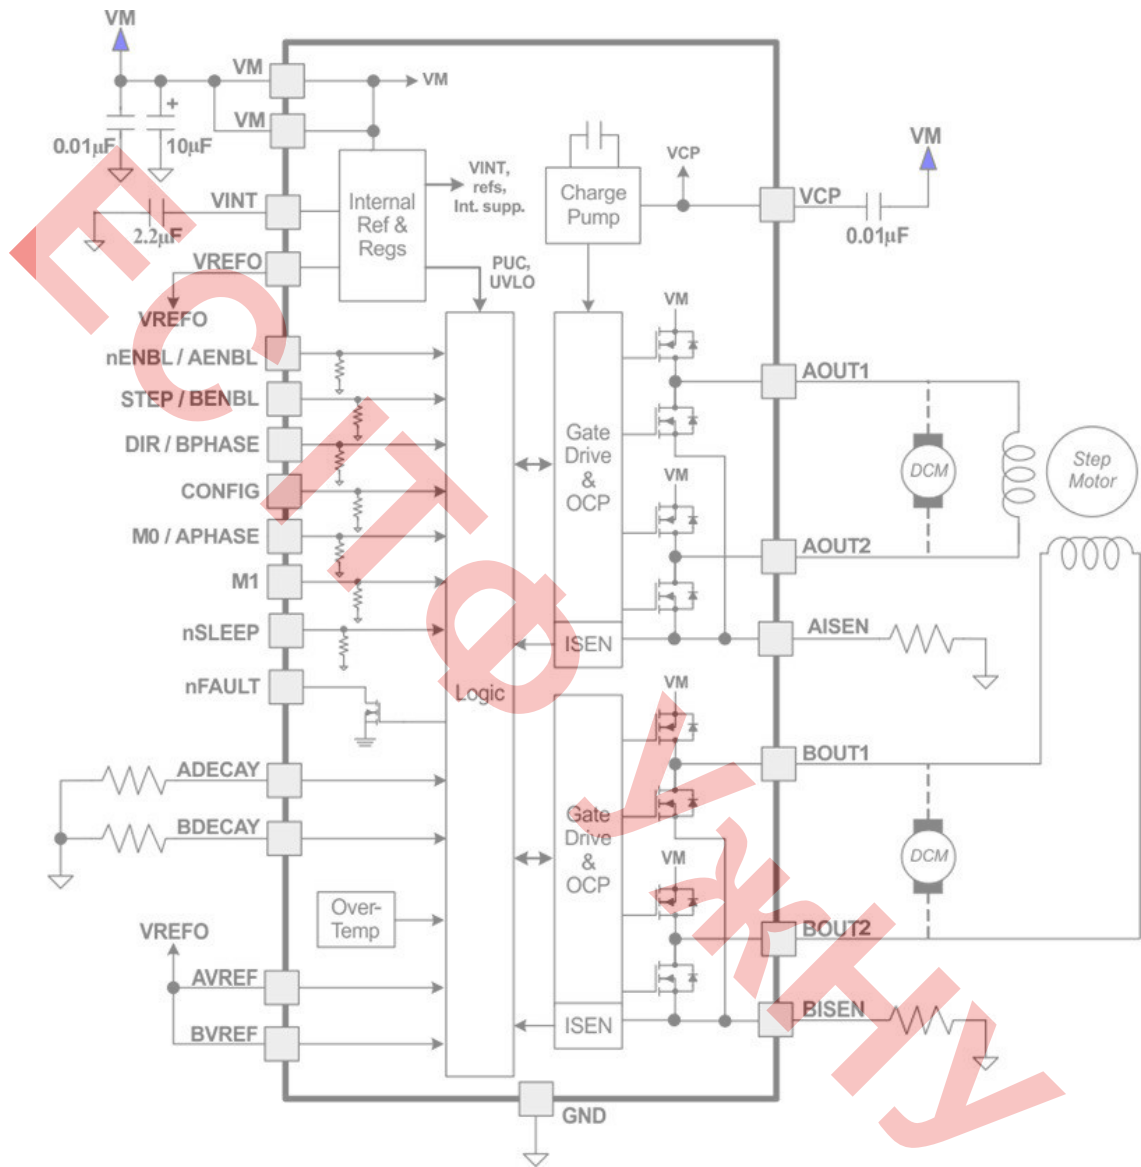 VM
VM
VM
VM
+
0.01µF
10µF
VINT
2.2µF
VREFO
VREFO
Internal
Ref &
Regs
VINT,
refs,
Int. supp.
PUC,
UVLO
Charge
Pump
VCP
VCP
VM
0.01µF
nENBL / AENBL
STEP / BENBL
DIR / BPHASE
CONFIG
M0 / APHASE
M1
nSLEEP
nFAULT
ADECAY
BDECAY
VREFO
AVREF
BVREF
Over-
Temp
Logic
Gate
Drive
&
OCP
ISEN
VM
VM
AOUT1
AOUT2
AISEN
DCM
Step
Motor
Gate
Drive
&
OCP
ISEN
VM
VM
BOUT1
BOUT2
BISEN
DCM
GND
ЕС ІТФ УжНУ